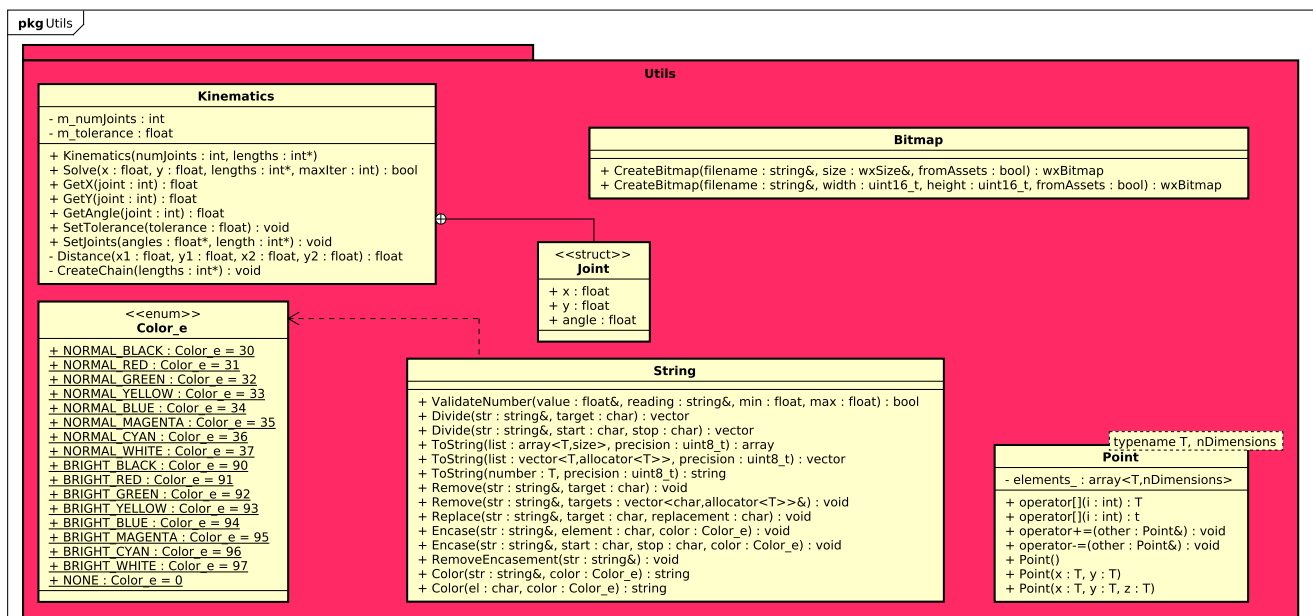 pkg Utils
Utils
Kinematics
- m_numJoints : int
- m_tolerance : float
+ Kinematics(numJoints : int, lengths : int*)
+ Solve(x : float, y : float, lengths : int*, maxIter : int) : bool
+ GetX(joint : int) : float
+ GetY(joint : int) : float
+ GetAngle(joint : int) : float
+ SetTolerance(tolerance : float) : void
+ SetJoints(angles : float*, length : int*) : void
- Distance(x1 : float, y1 : float, x2 : float, y2 : float) : float
- CreateChain(lengths : int*) : void
Bitmap
+ CreateBitmap(filename : string&, size : wxSize&, fromAssets : bool) : wxBitmap
+ CreateBitmap(filename : string&, width : uint16_t, height : uint16_t, fromAssets : bool) : wxBitmap
<<struct>>
Joint
+ x : float
+ y : float
+ angle : float
<<enum>>
Color_e
+ NORMAL_BLACK : Color_e = 30
+ NORMAL_RED : Color_e = 31
+ NORMAL_GREEN : Color_e = 32
+ NORMAL_YELLOW : Color_e = 33
+ NORMAL_BLUE : Color_e = 34
+ NORMAL_MAGENTA : Color_e = 35
+ NORMAL_CYAN : Color_e = 36
+ NORMAL_WHITE : Color_e = 37
+ BRIGHT_BLACK : Color_e = 90
+ BRIGHT_RED : Color_e = 91
+ BRIGHT_GREEN : Color_e = 92
+ BRIGHT_YELLOW : Color_e = 93
+ BRIGHT_BLUE : Color_e = 94
+ BRIGHT_MAGENTA : Color_e = 95
+ BRIGHT_CYAN : Color_e = 96
+ BRIGHT_WHITE : Color_e = 97
+ NONE : Color_e = 0
String
+ ValidateNumber(value : float&, reading : string&, min : float, max : float) : bool
+ Divide(str : string&, target : char) : vector
+ Divide(str : string&, start : char, stop : char) : vector
+ ToString(list : array<T,size>, precision : uint8_t) : array
+ ToString(list : vector<T,allocator<T>>, precision : uint8_t) : vector
+ ToString(number : T, precision : uint8_t) : string
+ Remove(str : string&, target : char) : void
+ Remove(str : string&, targets : vector<char,allocator<T>>&) : void
+ Replace(str : string&, target : char, replacement : char) : void
+ Encase(str : string&, element : char, color : Color_e) : void
+ Encase(str : string&, start : char, stop : char, color : Color_e) : void
+ RemoveEncasement(str : string&) : void
+ Color(str : string&, color : Color_e) : string
+ Color(el : char, color : Color_e) : string
typename T, nDimensions
Point
- elements_ : array<T,nDimensions>
+ operator[](i : int) : T
+ operator[](i : int) : t
+ operator+=(other : Point&) : void
+ operator-=(other : Point&) : void
+ Point()
+ Point(x : T, y : T)
+ Point(x : T, y : T, z : T)